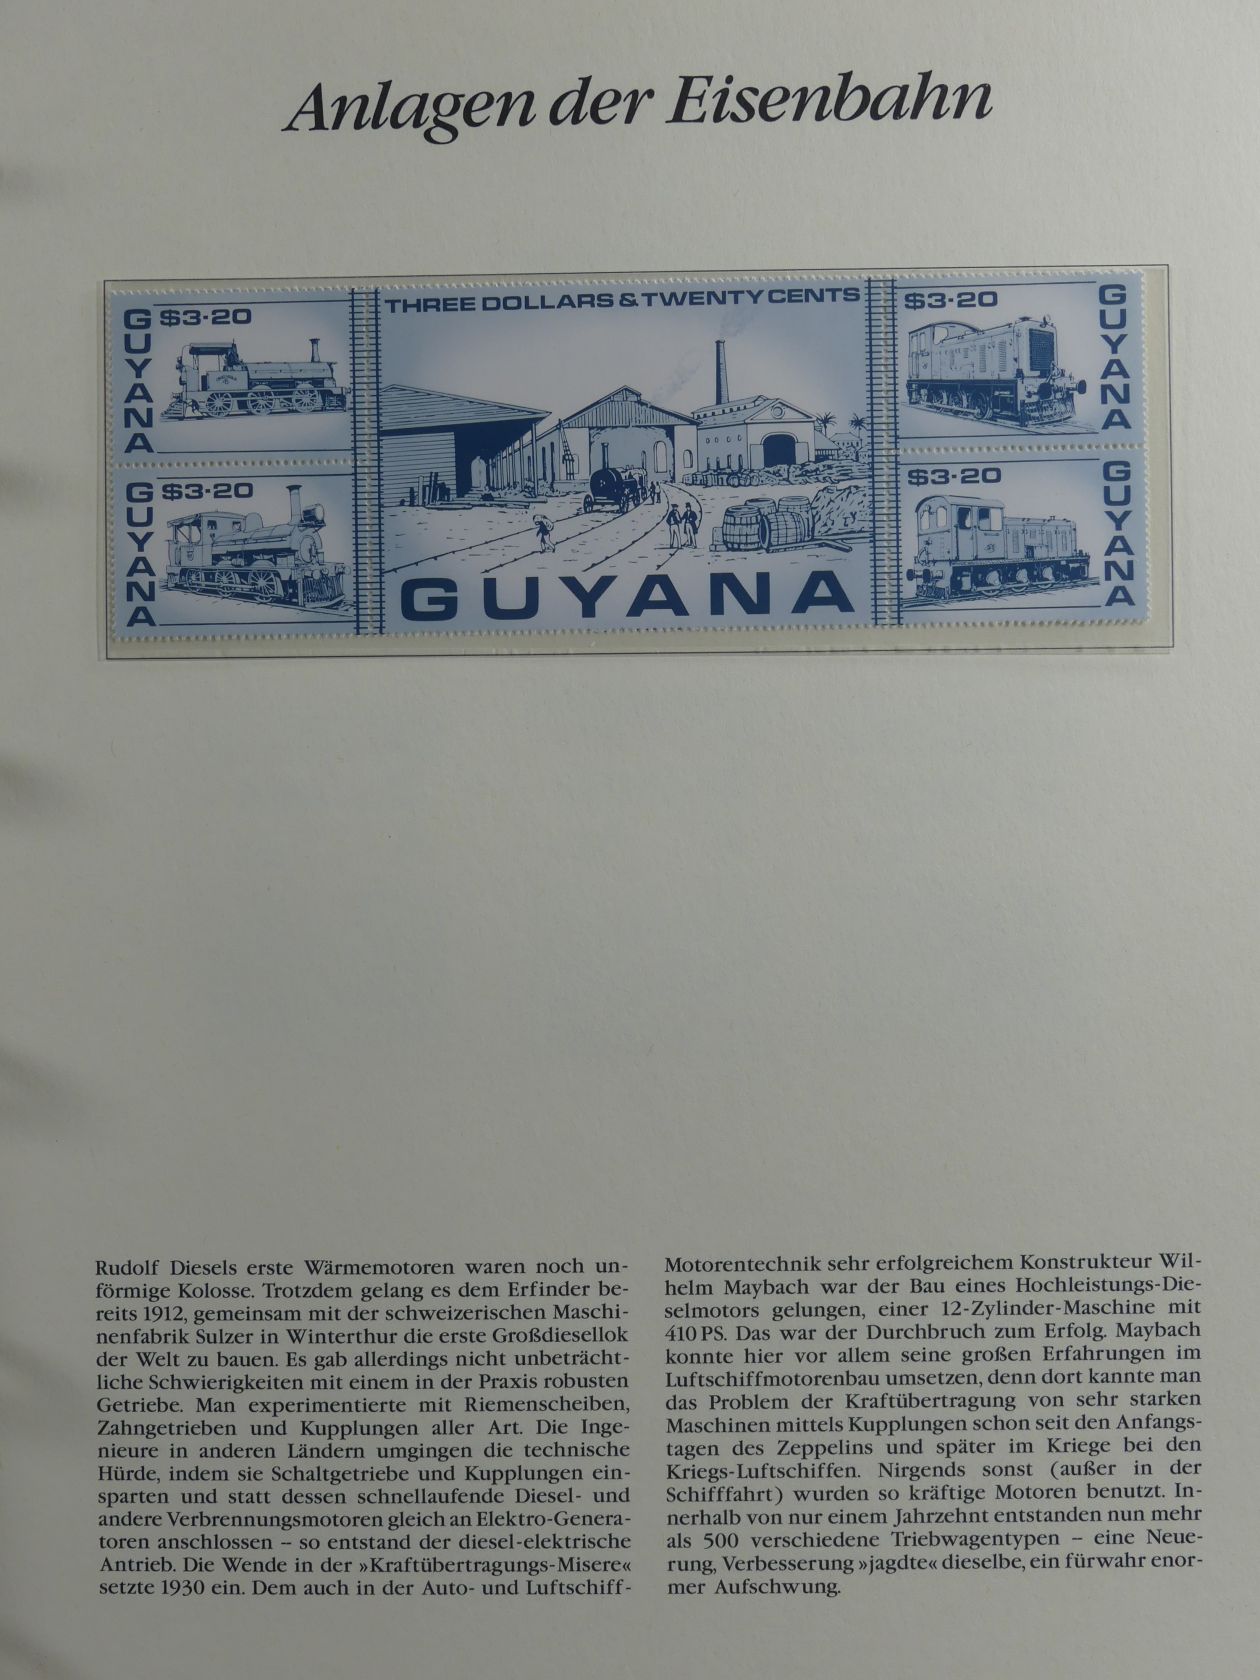 Anlagen der Eisenbahn
GUYANA
$3·20
GUYANA
$3·20
THREE DOLLARS & TWENTY CENTS
GUYANA
$3·20
GUYANA
$3·20
GUYANA
Rudolf Diesels erste Wärmemotoren waren noch un-
förmige Kolosse. Trotzdem gelang es dem Erfinder be-
reits 1912, gemeinsam mit der schweizerischen Maschi-
nenfabrik Sulzer in Winterthur die erste Großdiesellok
der Welt zu bauen. Es gab allerdings nicht unbeträcht-
liche Schwierigkeiten mit einem in der Praxis robusten
Getriebe. Man experimentierte mit Riemenscheiben,
Zahngetrieben und Kupplungen aller Art. Die Inge-
nieure in anderen Ländern umgingen die technische
Hürde, indem sie Schaltgetriebe und Kupplungen ein-
sparten und statt dessen schnellaufende Diesel- und
andere Verbrennungsmotoren gleich an Elektro-Genera-
toren anschlossen – so entstand der diesel-elektrische
Antrieb. Die Wende in der »Kraftübertragungs-Misere«
setzte 1930 ein. Dem auch in der Auto- und Luftschiff-
Motorentechnik sehr erfolgreichem Konstrukteur Wil-
helm Maybach war der Bau eines Hochleistungs-Die-
selmotors gelungen, einer 12-Zylinder-Maschine mit
410 PS. Das war der Durchbruch zum Erfolg. Maybach
konnte hier vor allem seine großen Erfahrungen im
Luftschiffmotorenbau umsetzen, denn dort kannte man
das Problem der Kraftübertragung von sehr starken
Maschinen mittels Kupplungen schon seit den Anfangs-
tagen des Zeppelins und später im Kriege bei den
Kriegs-Luftschiffen. Nirgends sonst (außer in der
Schifffahrt) wurden so kräftige Motoren benutzt. In-
nerhalb von nur einem Jahrzehnt entstanden nun mehr
als 500 verschiedene Triebwagentypen – eine Neue-
rung, Verbesserung »jagdte« dieselbe, ein fürwahr enor-
mer Aufschwung.